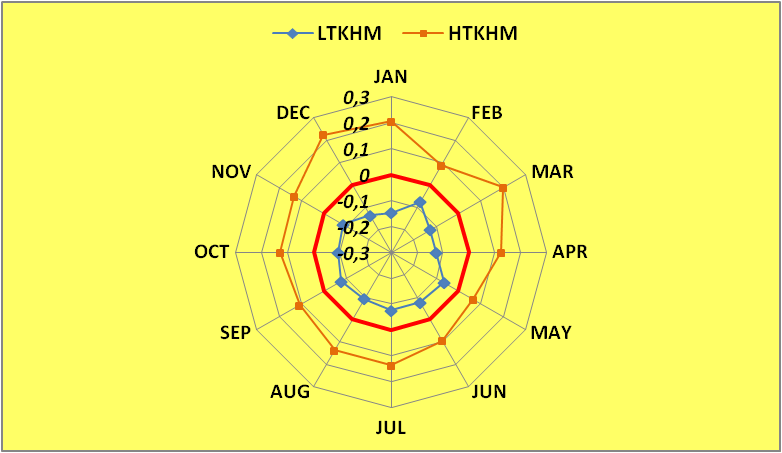 LTKHM HTKHM
JAN
0,3
DEC FEB
0,2
0,1
NOV MAR
0
-0,1
-0,2
OCT -0,3 APR
SEP MAY
AUG JUN
JUL